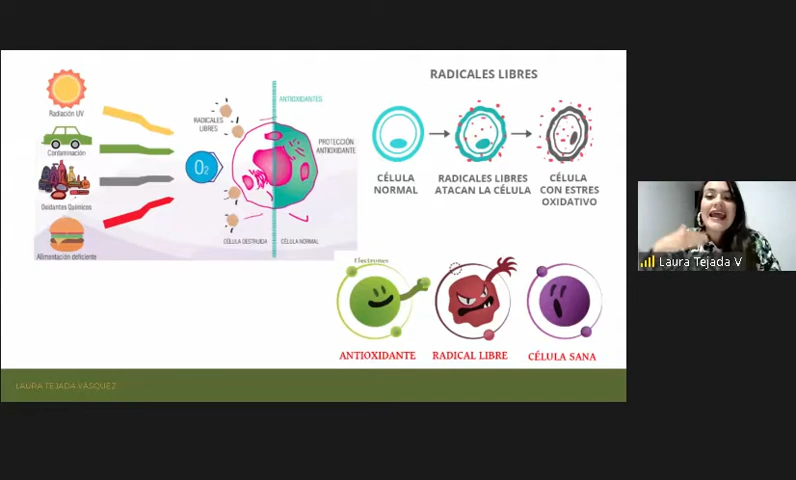 RADICALES LIBRES
Radiación UV
Contaminación
Oxidantes Químicos
Alimentación deficiente
RADICALES
LIBRES
O2
ANTIOXIDANTES
PROTECCIÓN
ANTIOXIDANTE
CÉLULA DESTRUIDA
CÉLULA NORMAL
CÉLULA
NORMAL
RADICALES LIBRES
ATACAN LA CÉLULA
CÉLULA
CON ESTRES
OXIDATIVO
Electrones
ANTIOXIDANTE
RADICAL LIBRE
CÉLULA SANA
LAURA TEJADA VÁSQUEZ
Laura Tejada V